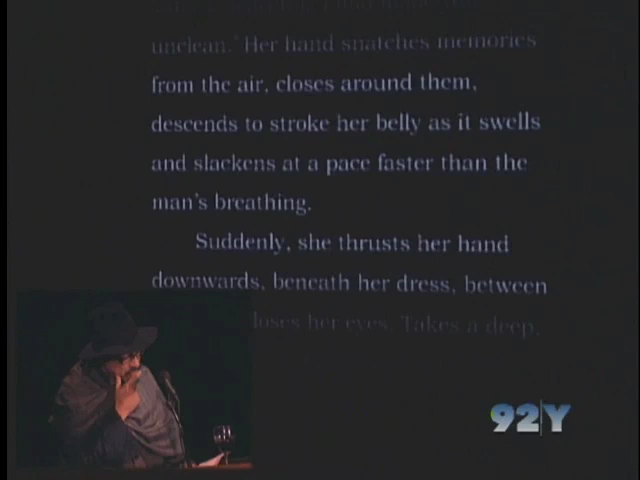 unclean.' Her hand snatches memories
from the air, closes around them,
descends to stroke her belly as it swells
and slackens at a pace faster than the
man's breathing.
Suddenly, she thrusts her hand
downwards, beneath her dress, between
her eyes. Takes a deep,
92Y